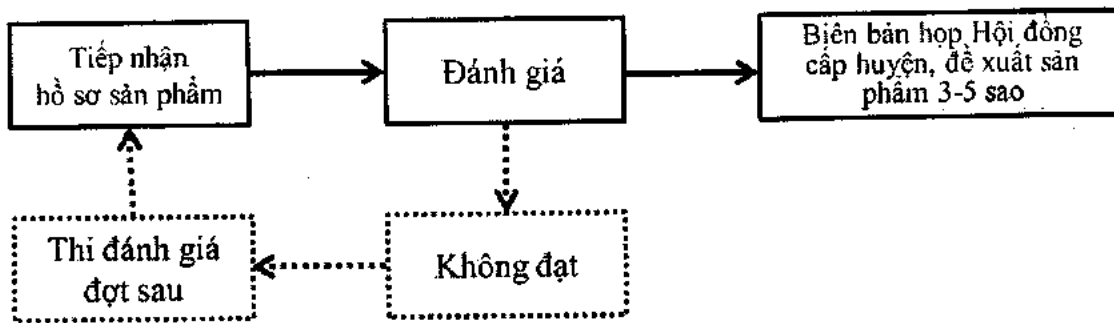 Tiếp nhận
hồ sơ sản phẩm
Đánh giá
Biên bản họp Hội đồng
cấp huyện, đề xuất sản
phẩm 3-5 sao
Thi đánh giá
đợt sau
Không đạt